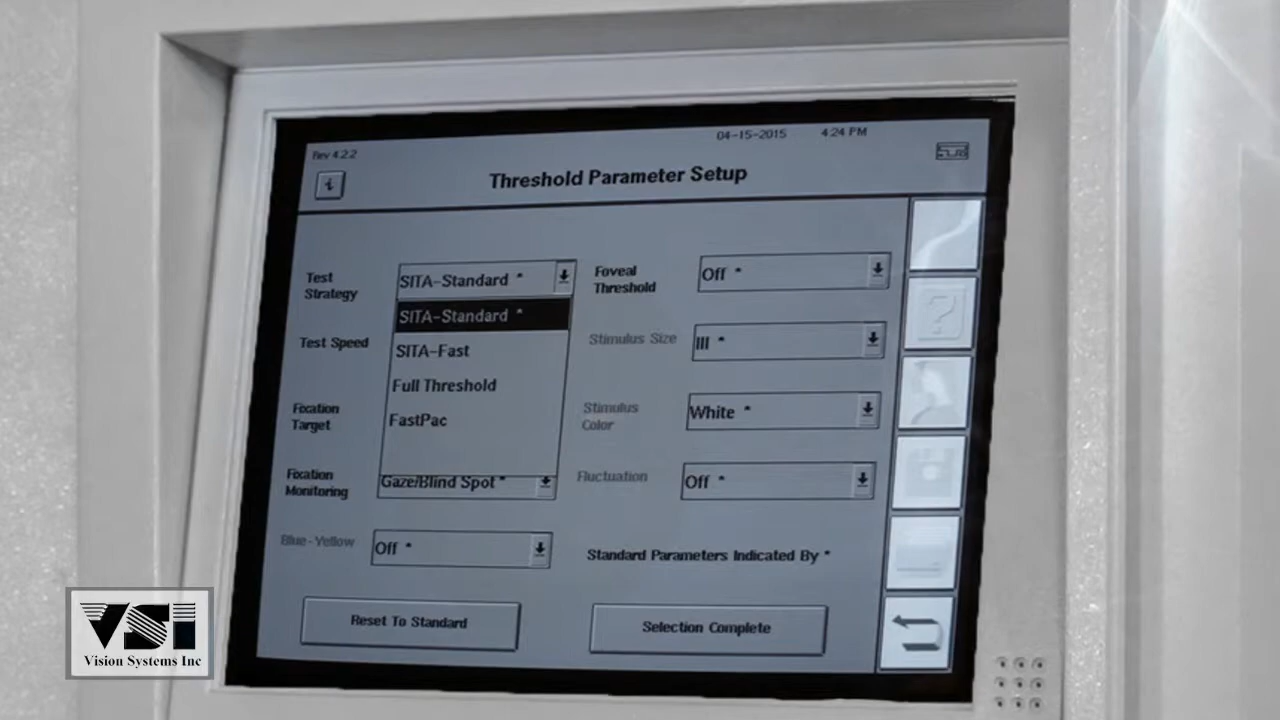 04-15-2015 4:24 PM
Rev 4.2.2
i
Threshold Parameter Setup
Test
Strategy
SITA-Standard *
Foveal
Threshold
Off *
SITA-Standard *
SITA-Fast
Full Threshold
FastPac
Test Speed
Stimulus Size
III *
Fixation
Target
Stimulus
Color
White *
Fixation
Monitoring
Gaze/Blind Spot *
Fluctuation
Off *
Blue-Yellow
Off *
Standard Parameters Indicated By *
Reset To Standard
Selection Complete
?
VSI
Vision Systems Inc